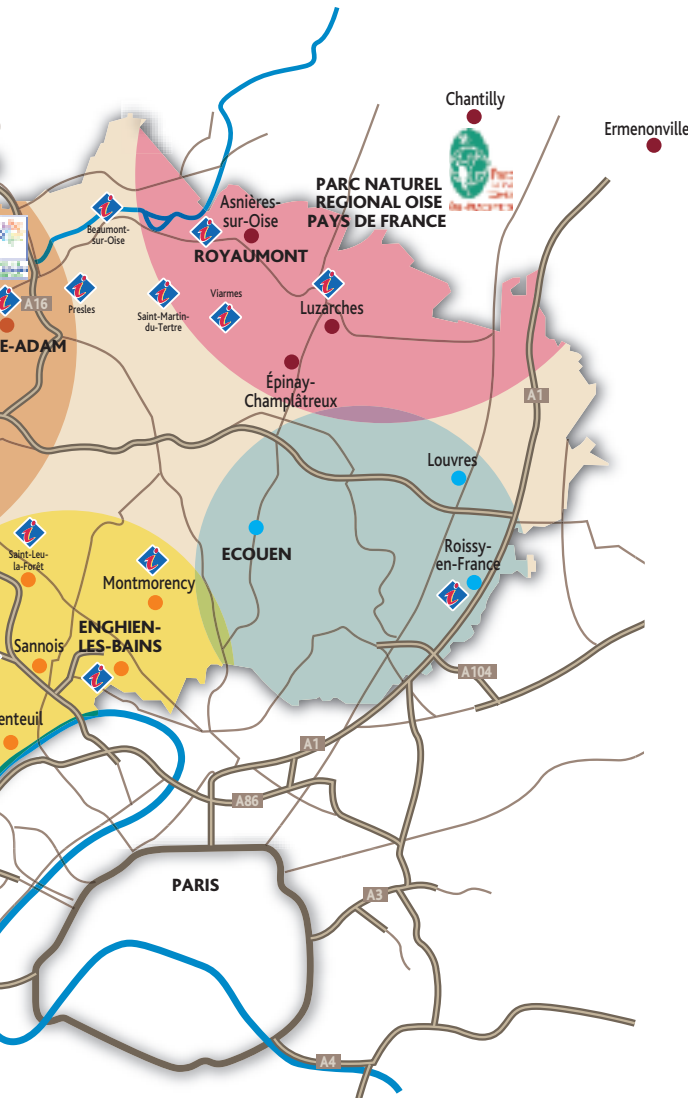 Chantilly
Ermenonville
PARC NATUREL
REGIONAL OISE
PAYS DE FRANCE
Asnières-
sur-Oise
Beaumont-
sur-Oise
ROYAUMONT
Presles
Saint-Martin-
du-Tertre
Viarmes
Luzarches
A16
E-ADAM
Épinay-
Champlâtreux
A1
Louvres
ECOUEN
Roissy-
en-France
Saint-Leu-
la-Forêt
Montmorency
ENGHIEN-
LES-BAINS
Sannois
A104
enteuil
A1
A86
PARIS
A3
A4